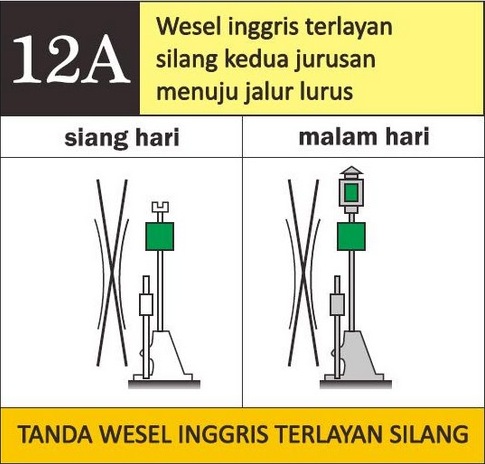 12A
Wesel inggris terlayan
silang kedua jurusan
menuju jalur lurus
siang hari
malam hari
TANDA WESEL INGGRIS TERLAYAN SILANG